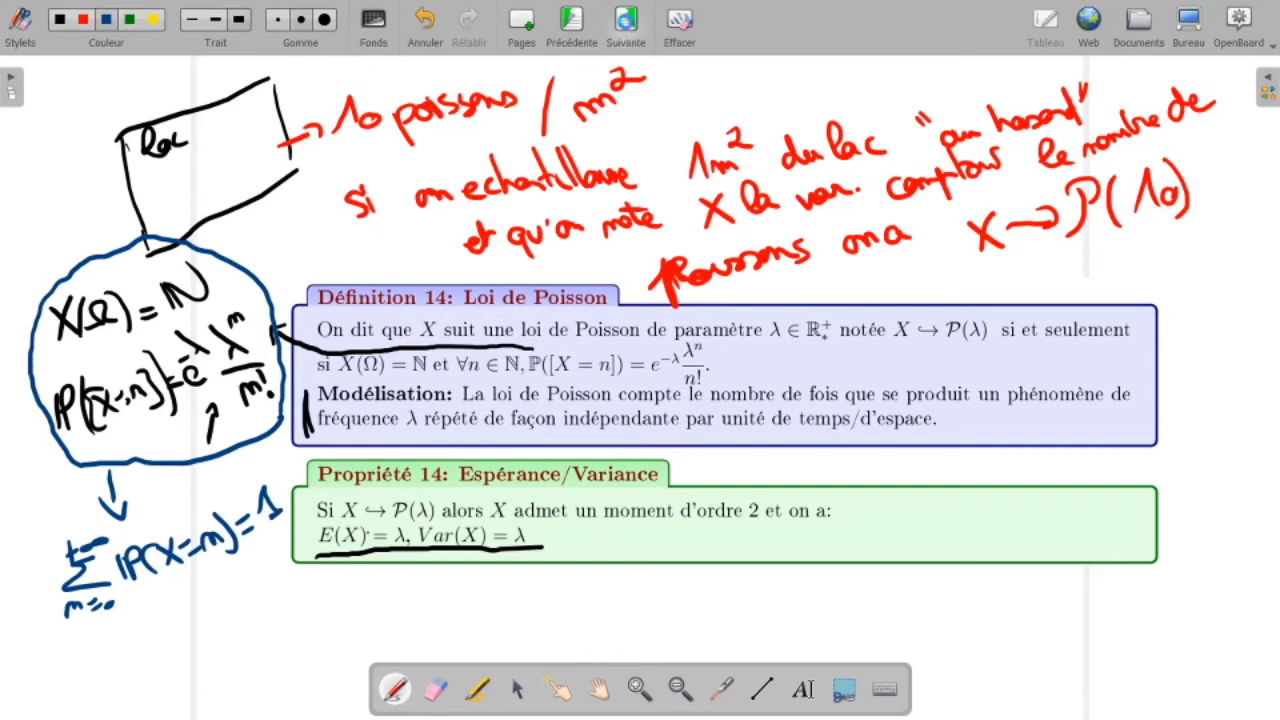 Stylets
Couleur
Trait
Gomme
Fonds
Annuler
Rétablir
Pages
Précédente
Suivante
Effacer
Tableau
Web
Documents
Bureau
OpenBoard
lac
→ 10 poissons / m²
si on echantillonne 1m² du lac "au hasard"
et qu'on note X la var. comptant le nombre de
poissons on a X → P(10)
X(Ω) = ℕ
P([X=n]) = e^-λ λ^n / n!
Définition 14: Loi de Poisson
On dit que X suit une loi de Poisson de paramètre λ ∈ ℝ₊* notée X ↪ P(λ) si et seulement
si X(Ω) = ℕ et ∀n ∈ ℕ, ℙ([X = n]) = e^-λ λ^n / n!.
Modélisation: La loi de Poisson compte le nombre de fois que se produit un phénomène de
fréquence λ répété de façon indépendante par unité de temps/d'espace.
Propriété 14: Espérance/Variance
Si X ↪ P(λ) alors X admet un moment d'ordre 2 et on a:
E(X) = λ, Var(X) = λ
+∞
Σ P(X=n) = 1
n=0